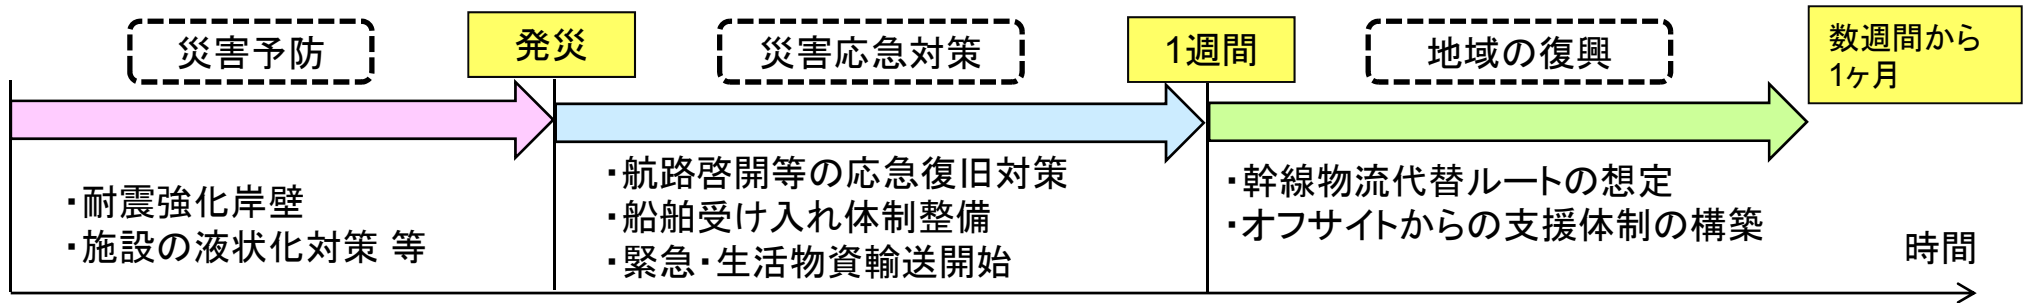 災害予防
発災
災害応急対策
1週間
地域の復興
数週間から
1ヶ月
・耐震強化岸壁
・施設の液状化対策 等
・航路啓開等の応急復旧対策
・船舶受け入れ体制整備
・緊急・生活物資輸送開始
・幹線物流代替ルートの想定
・オフサイトからの支援体制の構築
時間